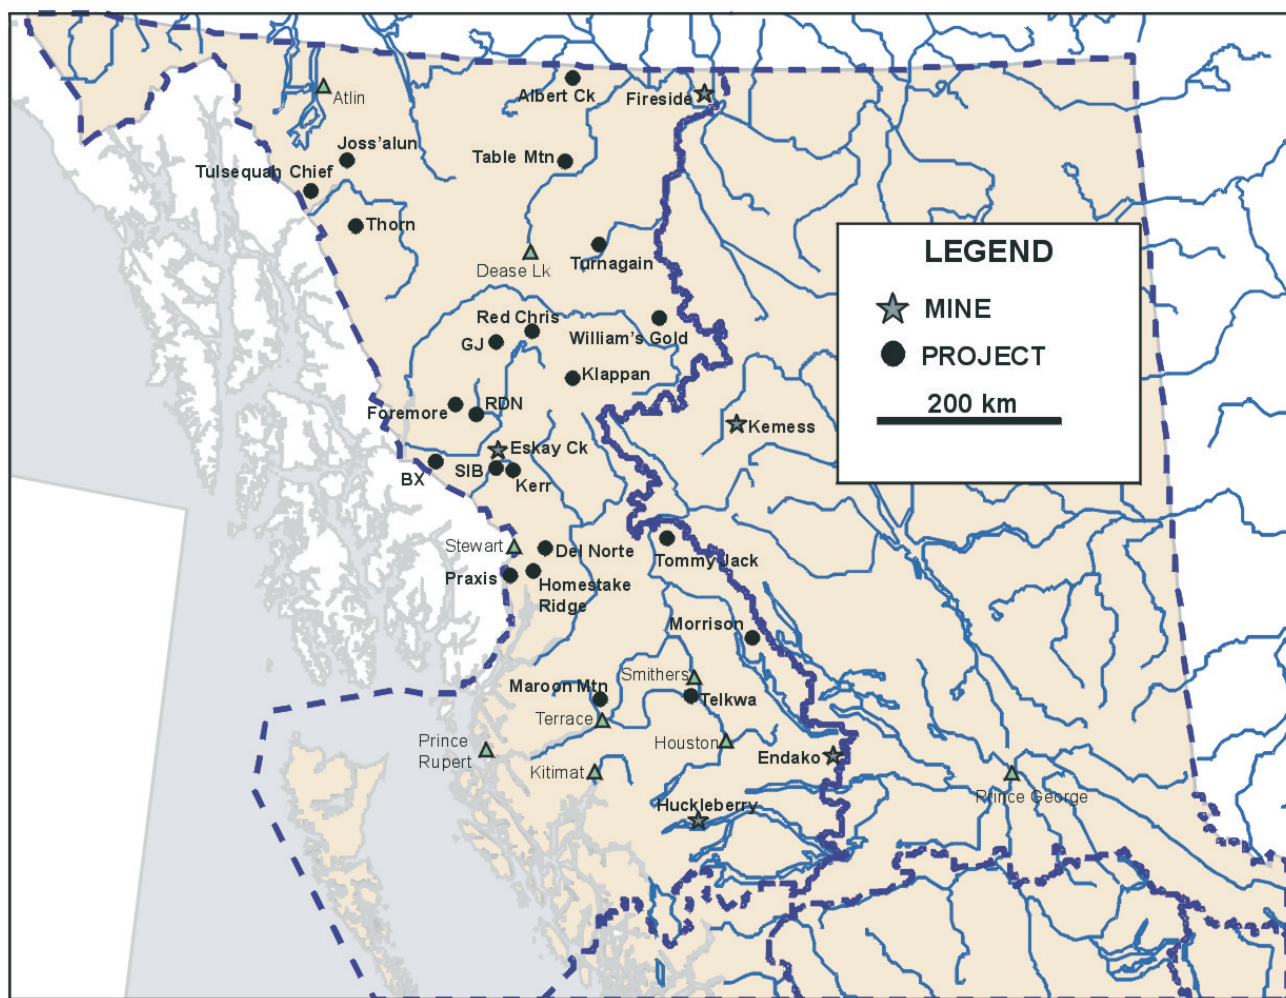 Albert Ck
Fireside
Atlin
Joss'alun
Table Mtn
Tulsequah Chief
Thorn
Turnagain
Dease Lk
LEGEND
MINE
PROJECT
200 km
Red Chris
GJ
William's Gold
Klappan
Foremore
RDN
Kemess
Eskay Ck
BX
SIB
Kerr
Stewart
Del Norte
Tommy Jack
Praxis
Homestake
Ridge
Morrison
Smithers
Maroon Mtn
Telkwa
Terrace
Prince
Rupert
Houston
Endako
Kitimat
Prince George
Huckleberry